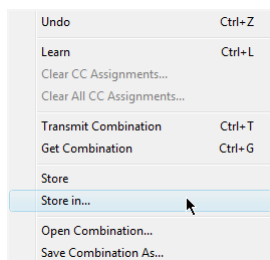 Undo Ctrl+Z
Learn Ctrl+L
Clear CC Assignments...
Clear All CC Assignments...
Transmit Combination Ctrl+T
Get Combination Ctrl+G
Store
Store in...
Open Combination...
Save Combination As...